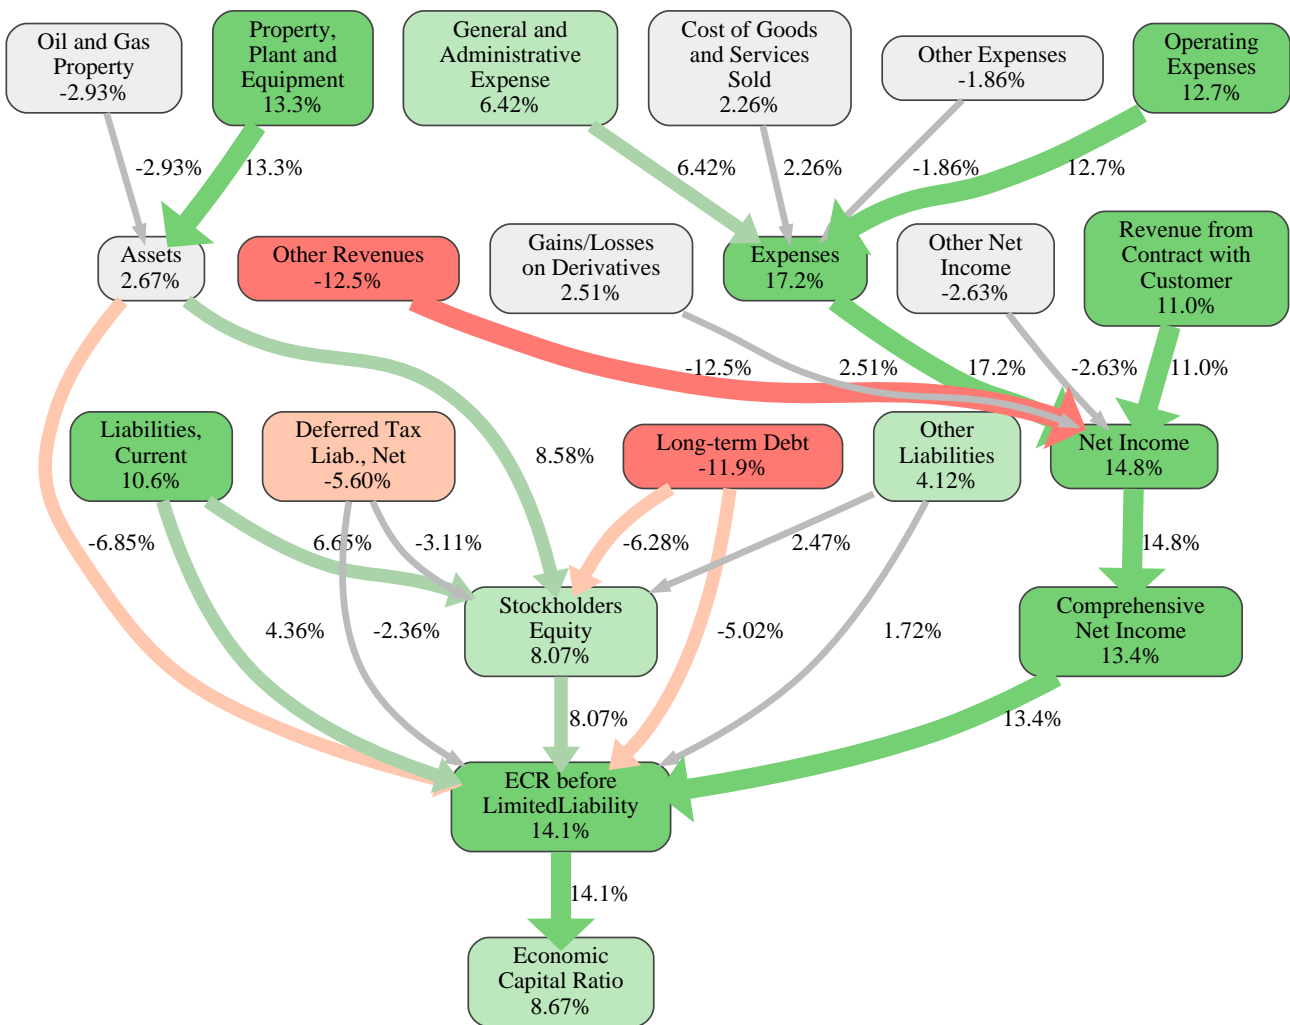 Oil and Gas
Property
-2.93%
Property,
Plant and
Equipment
13.3%
General and
Administrative
Expense
6.42%
Cost of Goods
and Services
Sold
2.26%
Other Expenses
-1.86%
Operating
Expenses
12.7%
-2.93%
13.3%
6.42%
2.26%
-1.86%
12.7%
Assets
2.67%
Other Revenues
-12.5%
Gains/Losses
on Derivatives
2.51%
Expenses
17.2%
Other Net
Income
-2.63%
Revenue from
Contract with
Customer
11.0%
-12.5%
2.51%
17.2%
-2.63%
11.0%
Liabilities,
Current
10.6%
Deferred Tax
Liab., Net
-5.60%
8.58%
Long-term Debt
-11.9%
Other
Liabilities
4.12%
Net Income
14.8%
-6.85%
6.65%
-3.11%
-6.28%
2.47%
14.8%
Stockholders
Equity
8.07%
Comprehensive
Net Income
13.4%
4.36%
-2.36%
-5.02%
1.72%
8.07%
13.4%
ECR before
LimitedLiability
14.1%
14.1%
Economic
Capital Ratio
8.67%